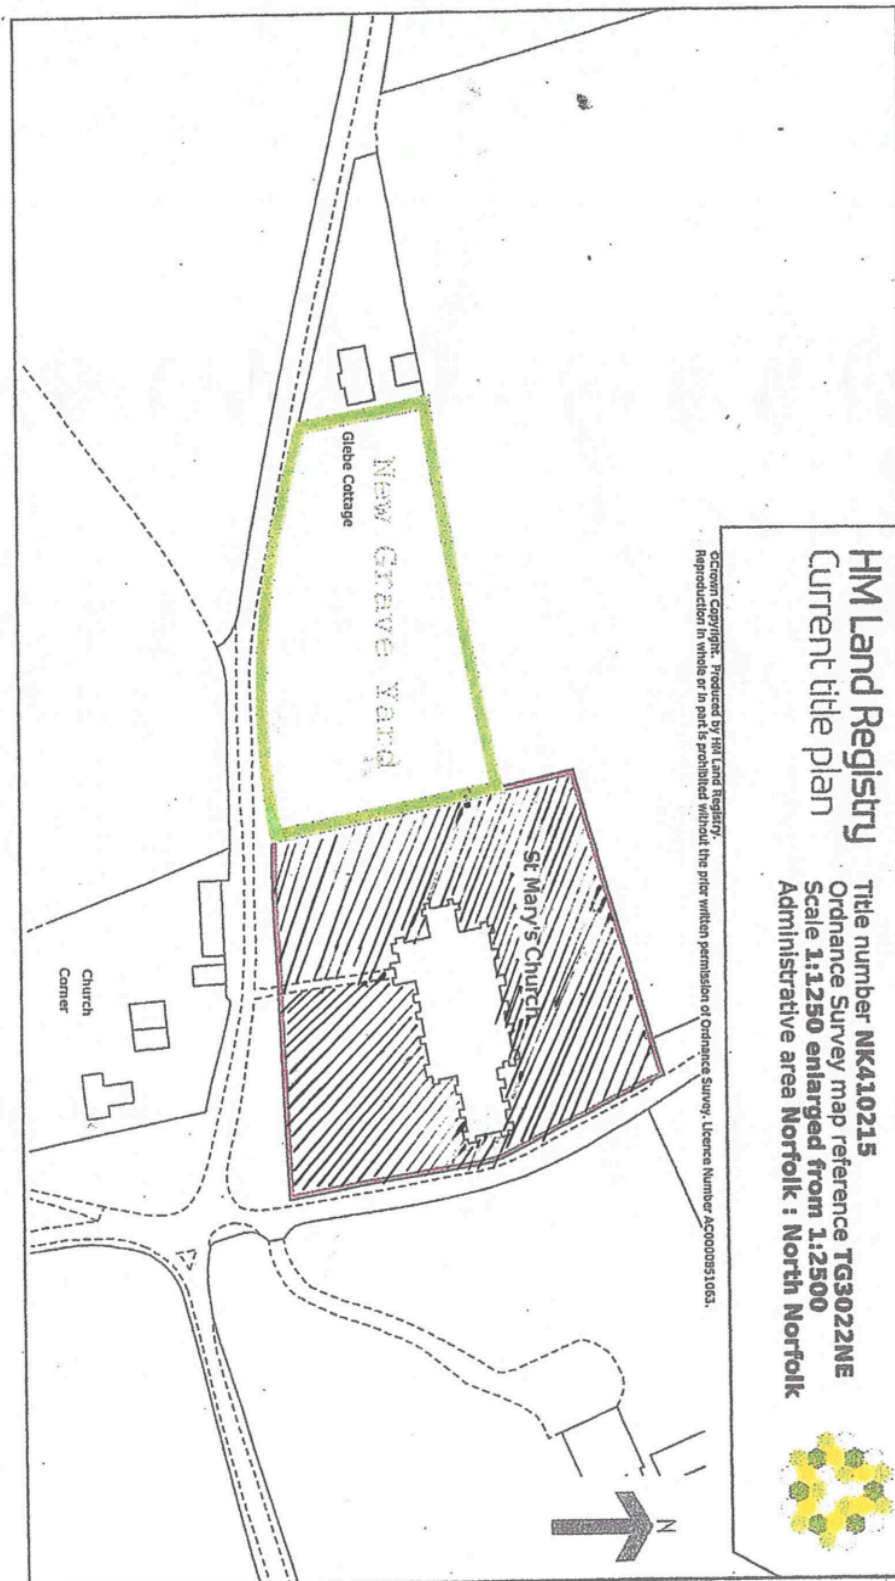 HM Land Registry
Current title plan
Title number NK410215
Ordnance Survey map reference TG3022NE
Scale 1:1250 enlarged from 1:2500
Administrative area Norfolk : North Norfolk
©Crown Copyright. Produced by HM Land Registry.
Reproduction in whole or in part is prohibited without the prior written permission of Ordnance Survey. Licence Number AC0000851063.
N
St Mary's Church
New Grave Yard
Glebe Cottage
Church
Corner